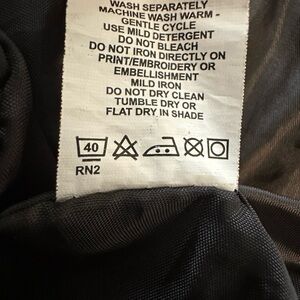 WASH SEPARATELY
MACHINE WASH WARM -
GENTLE CYCLE
USE MILD DETERGENT
DO NOT BLEACH
DO NOT IRON DIRECTLY ON
PRINT/EMBROIDERY OR
EMBELLISHMENT
MILD IRON
DO NOT DRY CLEAN
TUMBLE DRY OR
FLAT DRY IN SHADE
40
RN2